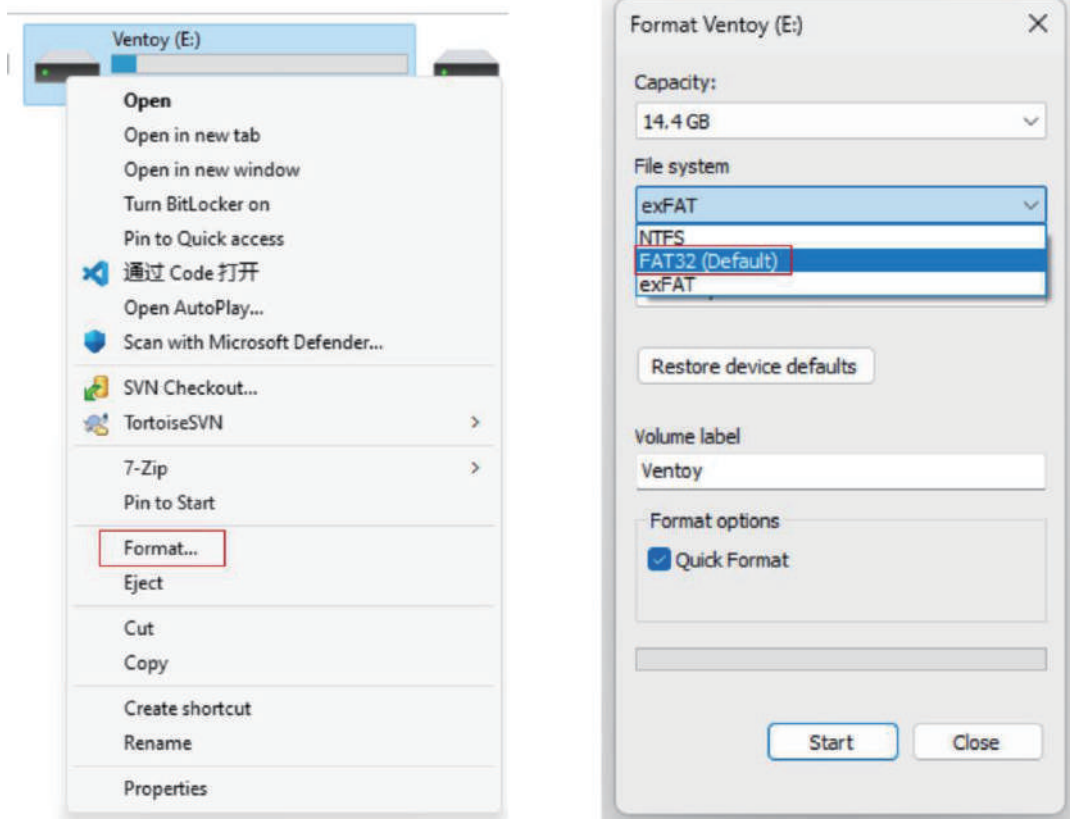 Ventoy (E:)
Open
Open in new tab
Open in new window
Turn BitLocker on
Pin to Quick access
通过 Code 打开
Open AutoPlay...
Scan with Microsoft Defender...
SVN Checkout...
TortoiseSVN
7-Zip
Pin to Start
Format...
Eject
Cut
Copy
Create shortcut
Rename
Properties
Format Ventoy (E:)
Capacity:
14.4 GB
File system
exFAT
NTFS
FAT32 (Default)
exFAT
Restore device defaults
Volume label
Ventoy
Format options
Quick Format
Start
Close